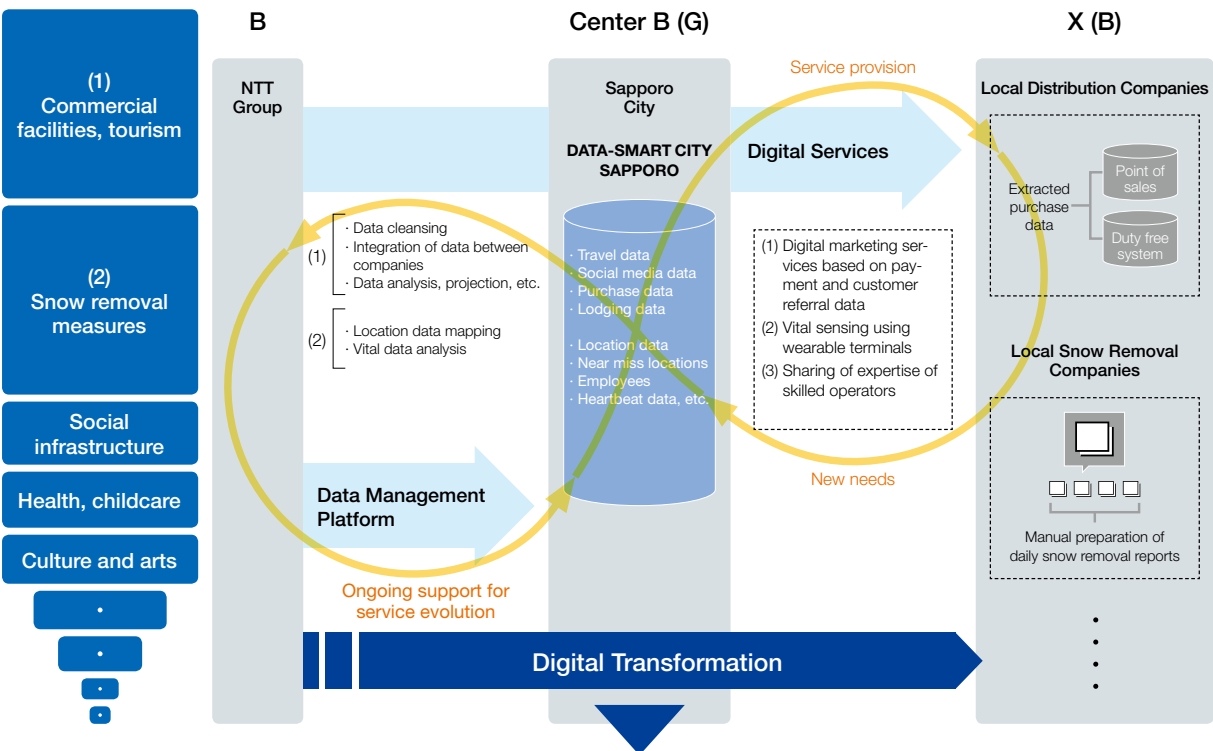 B
Center B (G)
X (B)
(1)
Commercial
facilities, tourism
(2)
Snow removal
measures
Social
infrastructure
Health, childcare
Culture and arts
NTT
Group
(1)
· Data cleansing
· Integration of data between
companies
· Data analysis, projection, etc.
(2)
· Location data mapping
· Vital data analysis
Data Management
Platform
Ongoing support for
service evolution
Sapporo
City
DATA-SMART CITY
SAPPORO
· Travel data
· Social media data
· Purchase data
· Lodging data
· Location data
· Near miss locations
· Employees
· Heartbeat data, etc.
Service provision
Digital Services
(1) Digital marketing ser-
vices based on pay-
ment and customer
referral data
(2) Vital sensing using
wearable terminals
(3) Sharing of expertise of
skilled operators
New needs
Local Distribution Companies
Extracted
purchase
data
Point of
sales
Duty free
system
Local Snow Removal
Companies
Manual preparation of
daily snow removal reports
Digital Transformation